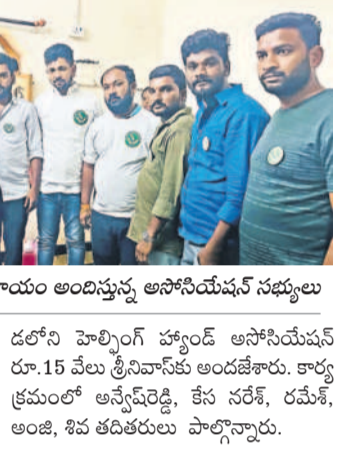 ాయం అందిస్తున్న అసోసియేషన్ సభ్యులు
డలోని హెల్పింగ్ హ్యాండ్ అసోసియేషన్
రూ.15 వేలు శ్రీనివాస్‌కు అందజేశారు. కార్య
క్రమంలో అన్వేష్‌రెడ్డి, కేస నరేశ్, రమేశ్,
అంజి, శివ తదితరులు పాల్గొన్నారు.